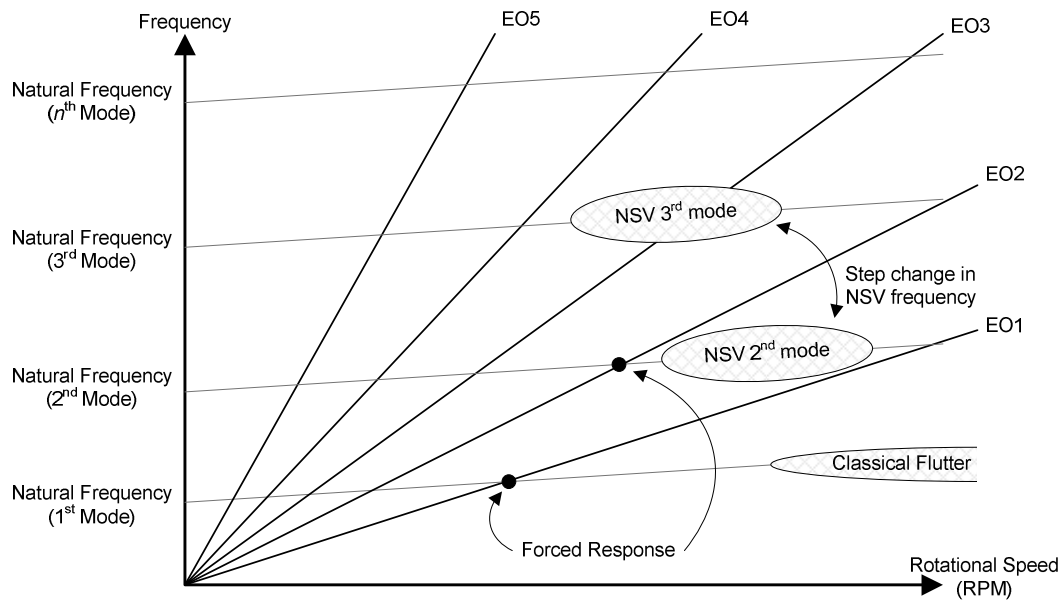 Frequency
EO5
EO4
EO3
Natural Frequency
(nth Mode)
EO2
NSV 3rd mode
Natural Frequency
(3rd Mode)
Step change in
NSV frequency
EO1
NSV 2nd mode
Natural Frequency
(2nd Mode)
Classical Flutter
Natural Frequency
(1st Mode)
Forced Response
Rotational Speed
(RPM)